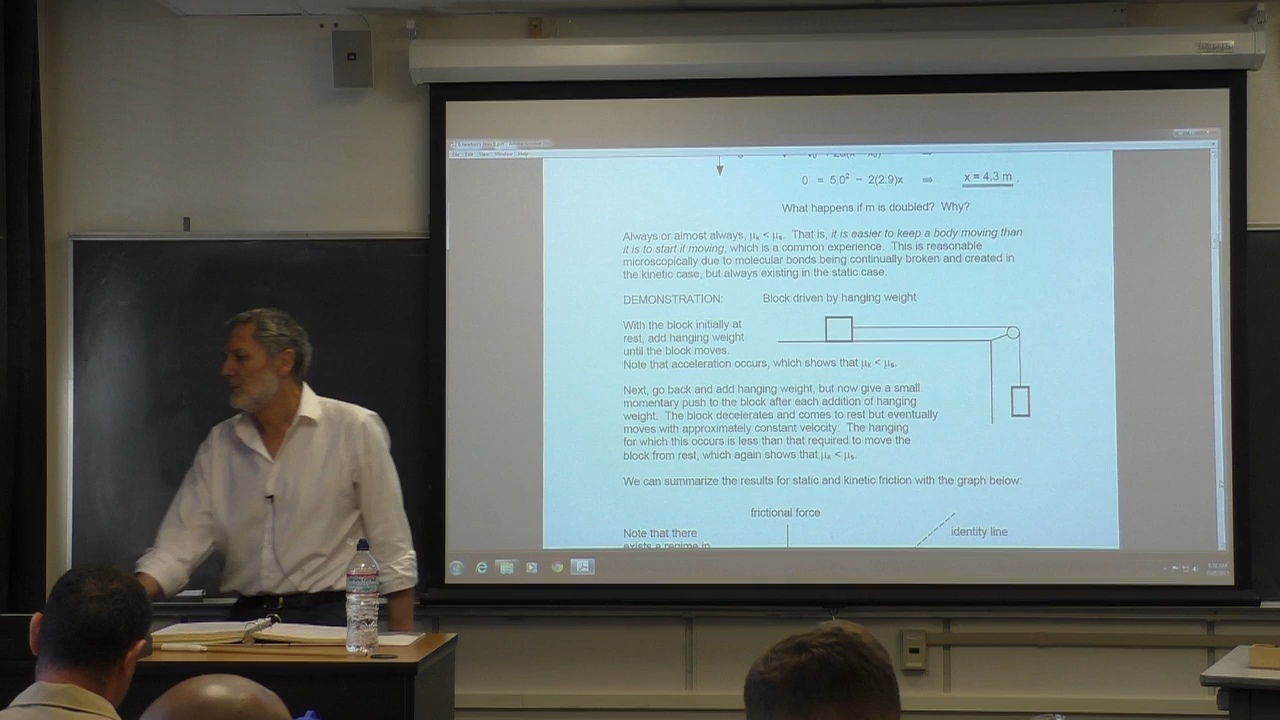 File Edit View Window Help
0 = 5.0² − 2(2.9)x ⇒ x = 4.3 m
What happens if m is doubled? Why?
Always or almost always, μk < μs. That is, it is easier to keep a body moving than
it is to start it moving, which is a common experience. This is reasonable
microscopically due to molecular bonds being continually broken and created in
the kinetic case, but always existing in the static case.
DEMONSTRATION: Block driven by hanging weight
With the block initially at
rest, add hanging weight
until the block moves.
Note that acceleration occurs, which shows that μk < μs.
Next, go back and add hanging weight, but now give a small
momentary push to the block after each addition of hanging
weight. The block decelerates and comes to rest but eventually
moves with approximately constant velocity. The hanging
for which this occurs is less than that required to move the
block from rest, which again shows that μk < μs.
We can summarize the results for static and kinetic friction with the graph below:
frictional force
Note that there
identity line
exists a regime in